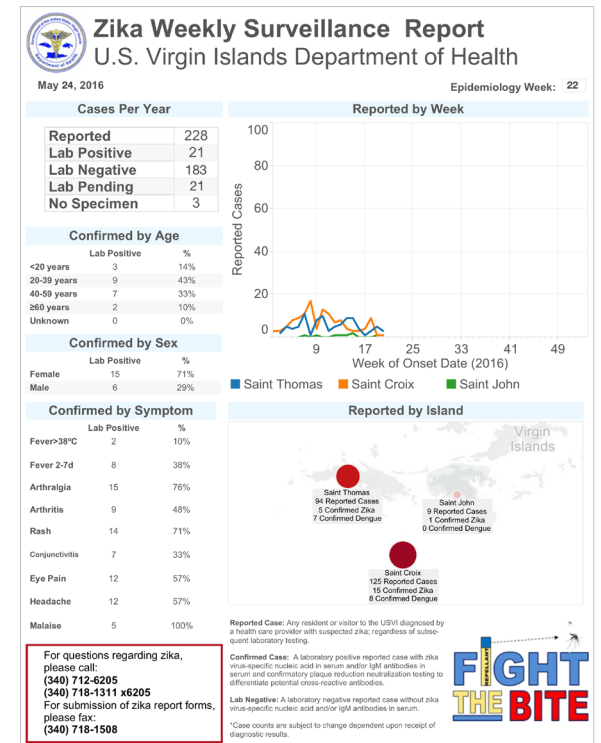 Zika Weekly Surveillance Report
U.S. Virgin Islands Department of Health
May 24, 2016
Epidemiology Week: 22
Cases Per Year
Reported 228
Lab Positive 21
Lab Negative 183
Lab Pending 21
No Specimen 3
Confirmed by Age
Lab Positive %
<20 years 3 14%
20-39 years 9 43%
40-59 years 7 33%
≥60 years 2 10%
Unknown 0 0%
Confirmed by Sex
Lab Positive %
Female 15 71%
Male 6 29%
Confirmed by Symptom
Lab Positive %
Fever>38ºC 2 10%
Fever 2-7d 8 38%
Arthralgia 15 76%
Arthritis 9 48%
Rash 14 71%
Conjunctivitis 7 33%
Eye Pain 12 57%
Headache 12 57%
Malaise 5 100%
For questions regarding zika,
please call:
(340) 712-6205
(340) 718-1311 x6205
For submission of zika report forms,
please fax:
(340) 718-1508
Reported by Week
Reported Cases
100
80
60
40
20
0
9 17 25 33 41 49
Week of Onset Date (2016)
Saint Thomas Saint Croix Saint John
Reported by Island
Virgin
Islands
Saint Thomas
94 Reported Cases
5 Confirmed Zika
7 Confirmed Dengue
Saint John
9 Reported Cases
1 Confirmed Zika
0 Confirmed Dengue
Saint Croix
125 Reported Cases
15 Confirmed Zika
8 Confirmed Dengue
Reported Case: Any resident or visitor to the USVI diagnosed by
a health care provider with suspected zika; regardless of subse-
quent laboratory testing.
Confirmed Case: A laboratory positive reported case with zika
virus-specific nucleic acid in serum and/or IgM antibodies in
serum and confirmatory plaque reduction neutralization testing to
differentiate potential cross-reactive antibodies.
Lab Negative: A laboratory negative reported case without zika
virus-specific nucleic acid and/or IgM antibodies in serum.
*Case counts are subject to change dependent upon receipt of
diagnostic results.
FIGHT
REPELLANT
THE BITE